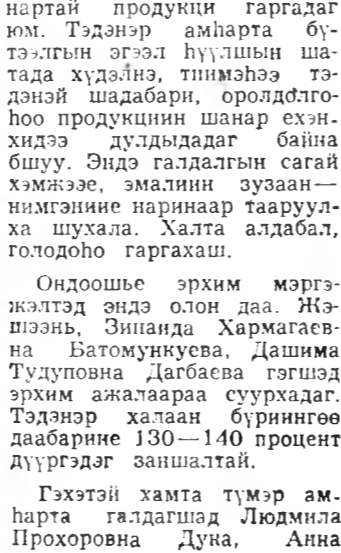 нартай продукци гаргадаг
юм. Тэдэнэр амһарта бү-
тээлгын эгээл һүүлшын ша-
тада хүдэлнэ, тиимэһээ тэ-
дэнэй шадабари, оролдолго-
һоо продукциин шанар ехэн-
хидээ дулдыдадаг байна
бшуу. Эндэ галдалгын сагай
хэмжээе, эмалиин зузаан—
нимгэниие наринаар тааруул-
ха шухала. Халта алдабал,
голодоһо гаргахаш.
Ондоошье эрхим мэргэ-
жэлтэд эндэ олон даа. Жэ-
шээнь, Зинаида Хармагаев-
на Батомункуева, Дашима
Тудуповна Дагбаева гэгшэд
эрхим ажалаараа суурхадаг.
Тэдэнэр халаан бүриингөө
даабарине 130—140 процент
дүүргэдэг заншалтай.
Гэхэтэй хамта түмэр ам-
һарта галдагшад Людмила
Прохоровна Дука, Анна